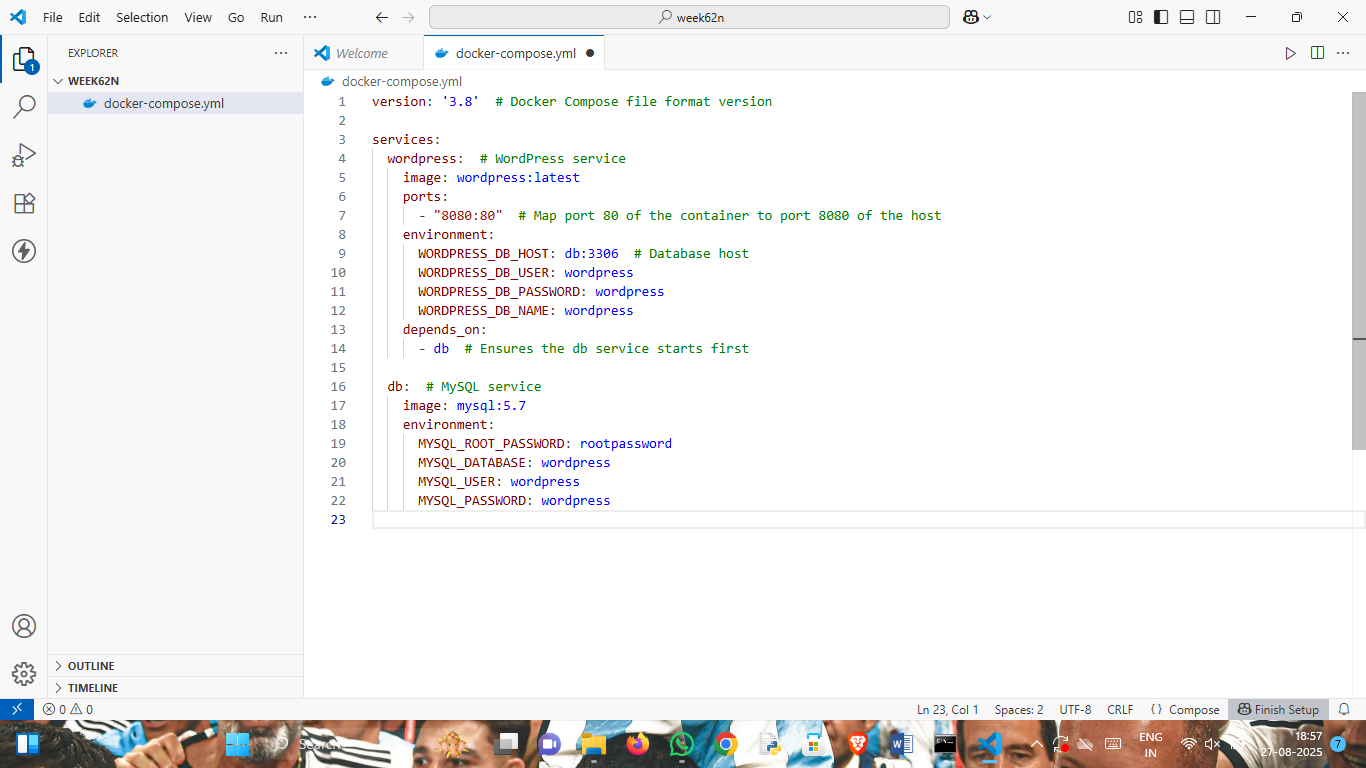 File Edit Selection View Go Run ···
week62n
EXPLORER ···
WEEK62N
docker-compose.yml
1
Welcome
docker-compose.yml
docker-compose.yml
1 version: '3.8'  # Docker Compose file format version
2
3 services:
4   wordpress:  # WordPress service
5     image: wordpress:latest
6     ports:
7       - "8080:80"  # Map port 80 of the container to port 8080 of the host
8     environment:
9       WORDPRESS_DB_HOST: db:3306  # Database host
10       WORDPRESS_DB_USER: wordpress
11       WORDPRESS_DB_PASSWORD: wordpress
12       WORDPRESS_DB_NAME: wordpress
13     depends_on:
14       - db  # Ensures the db service starts first
15
16   db:  # MySQL service
17     image: mysql:5.7
18     environment:
19       MYSQL_ROOT_PASSWORD: rootpassword
20       MYSQL_DATABASE: wordpress
21       MYSQL_USER: wordpress
22       MYSQL_PASSWORD: wordpress
23
OUTLINE
TIMELINE
0 0
Ln 23, Col 1 Spaces: 2 UTF-8 CRLF {} Compose Finish Setup
Search
ENG
IN
18:57
27-08-2025
7